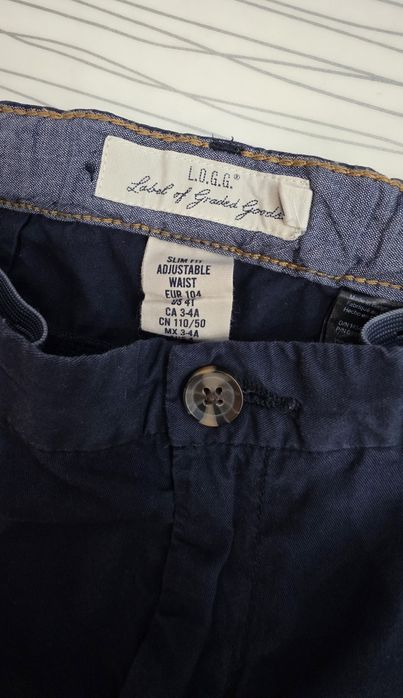 L.O.G.G.®
Label of Graded Goods
SLIM FIT
ADJUSTABLE
WAIST
EUR 104
US 4T
CA 3-4A
CN 110/50
MX 3-4A